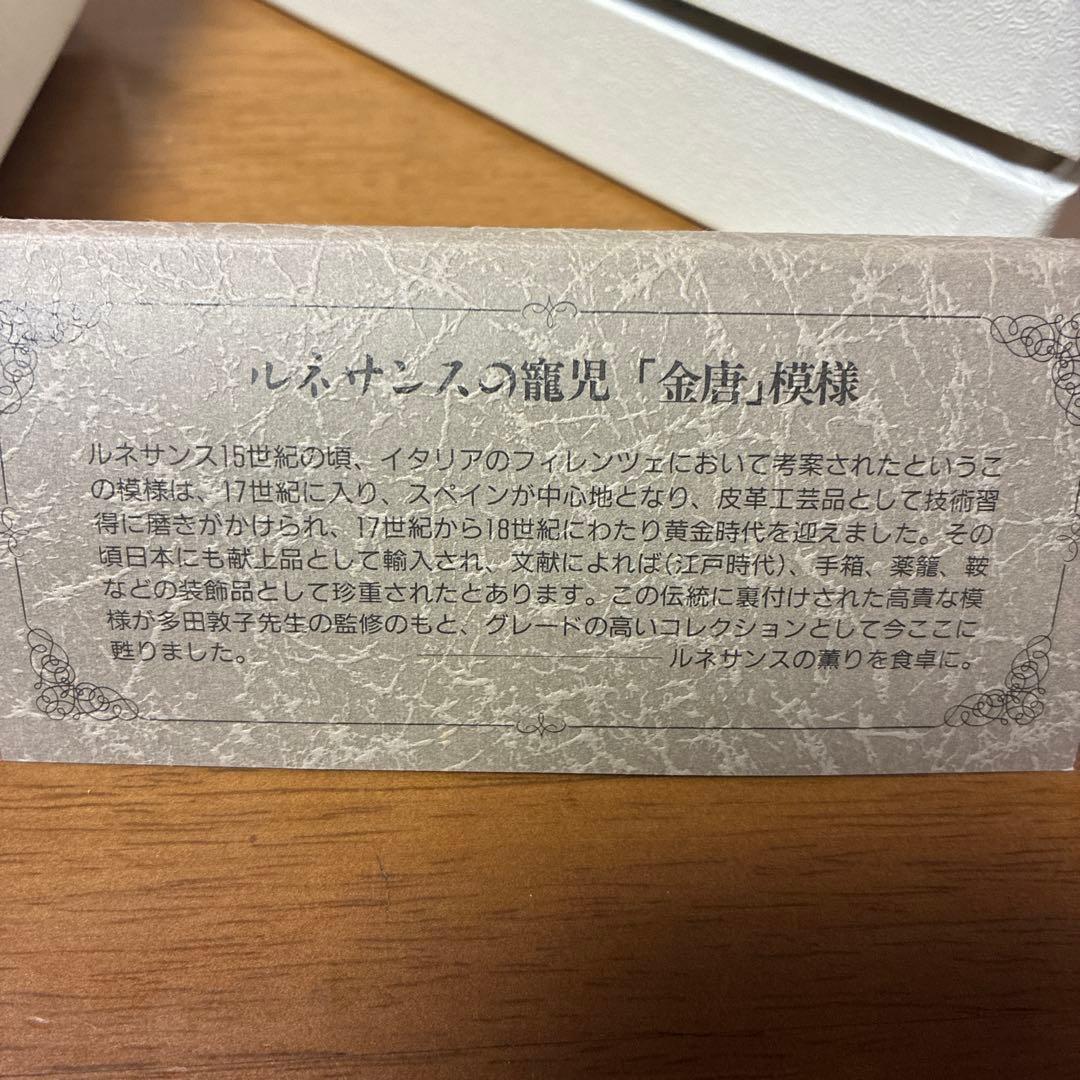 ルネサンスの寵児「金唐」模様
ルネサンス15世紀の頃、イタリアのフィレンツェにおいて考案されたというこ
の模様は、17世紀に入り、スペインが中心地となり、皮革工芸品として技術習
得に磨きがかけられ、17世紀から18世紀にわたり黄金時代を迎えました。その
頃日本にも献上品として輸入され、文献によれば(江戸時代)、手箱、薬籠、鞍
などの装飾品として珍重されたとあります。この伝統に裏付けされた高貴な模
様が多田敦子先生の監修のもと、グレードの高いコレクションとして今ここに
甦りました。 ――――――――ルネサンスの薫りを食卓に。